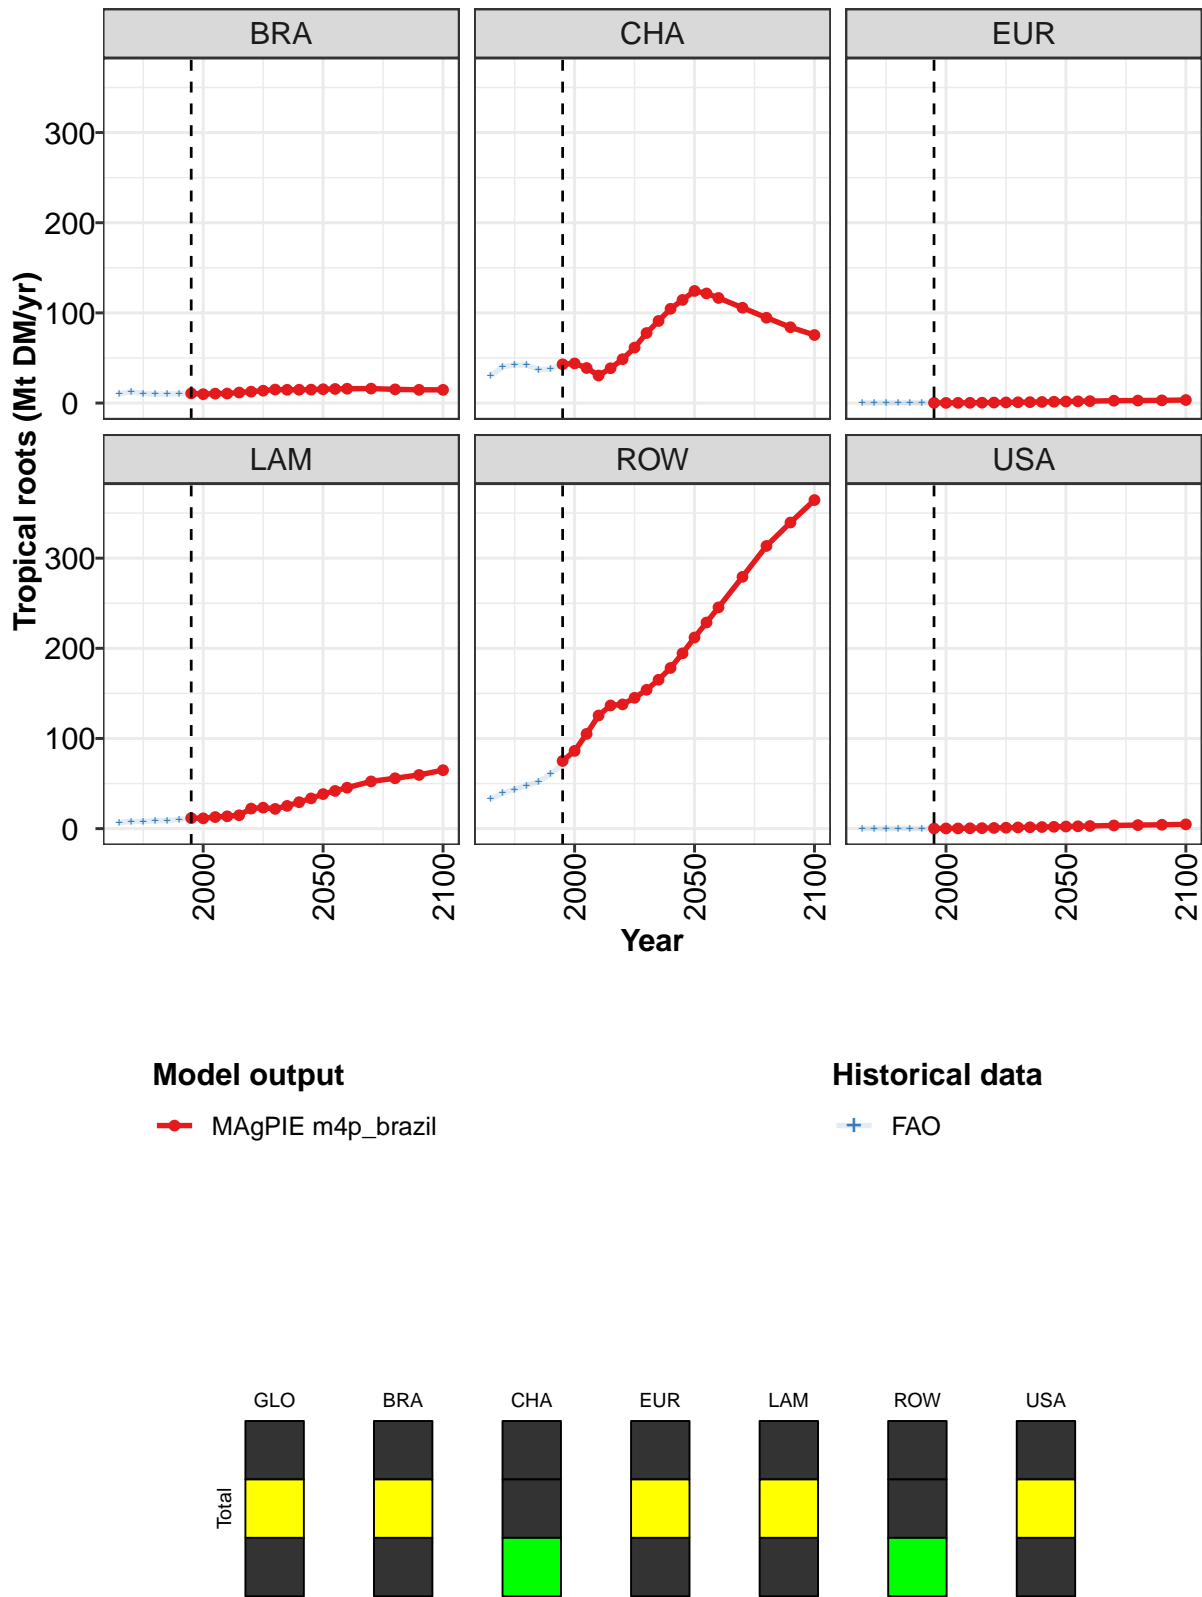 BRA CHA EUR
300
200
100
0
LAM ROW USA
300
200
100
0
Tropical roots (Mt DM/yr)
2000 2050 2100 2000 2050 2100 2000 2050 2100
Year
Model output Historical data
MAgPIE m4p_brazil FAO
GLO BRA CHA EUR LAM ROW USA
Total